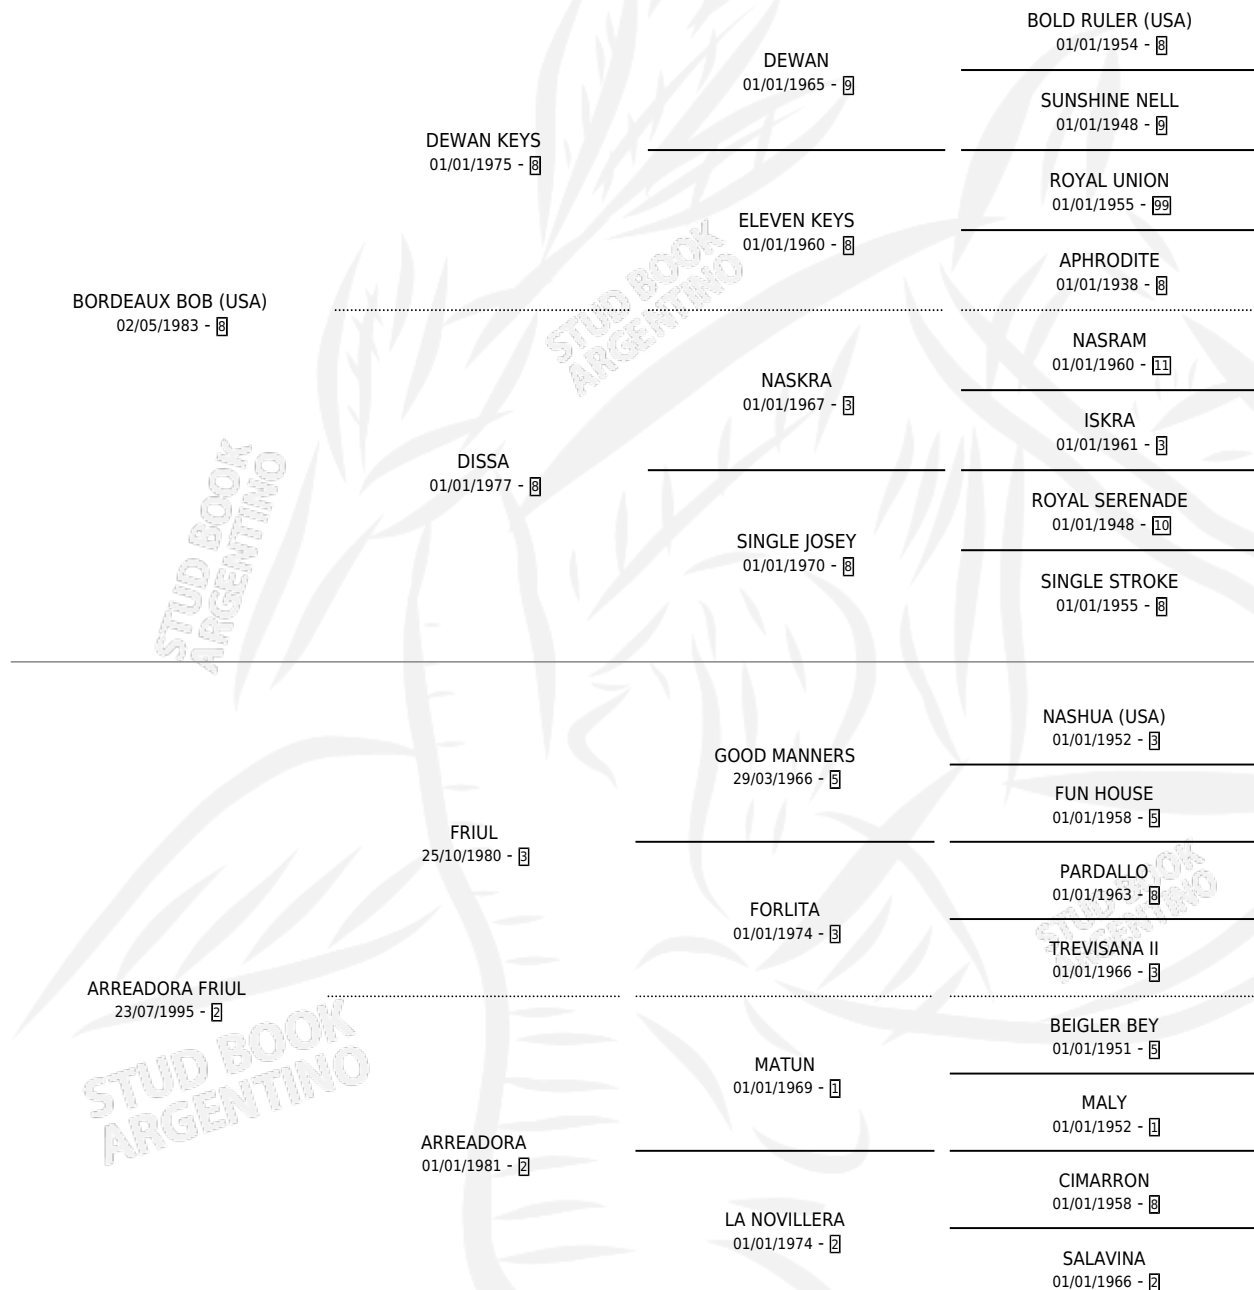 BOLD RULER (USA)
01/01/1954 - 8
DEWAN
01/01/1965 - 9
SUNSHINE NELL
01/01/1948 - 9
DEWAN KEYS
01/01/1975 - 8
ROYAL UNION
01/01/1955 - 99
ELEVEN KEYS
01/01/1960 - 8
APHRODITE
01/01/1938 - 8
BORDEAUX BOB (USA)
02/05/1983 - 8
STUD BOOK
ARGENTINO
NASRAM
01/01/1960 - 11
NASKRA
01/01/1967 - 3
ISKRA
01/01/1961 - 3
DISSA
01/01/1977 - 8
ROYAL SERENADE
01/01/1948 - 10
SINGLE JOSEY
01/01/1970 - 8
SINGLE STROKE
01/01/1955 - 8
STUD BOOK
ARGENTINO
NASHUA (USA)
01/01/1952 - 3
GOOD MANNERS
29/03/1966 - 5
FUN HOUSE
01/01/1958 - 5
FRIUL
25/10/1980 - 3
PARDALLO
01/01/1963 - 8
FORLITA
01/01/1974 - 3
TREVISANA II
01/01/1966 - 3
STUD BOOK
ARGENTINO
ARREADORA FRIUL
23/07/1995 - 2
BEIGLER BEY
01/01/1951 - 5
MATUN
01/01/1969 - 1
MALY
01/01/1952 - 1
STUD BOOK
ARGENTINO
ARREADORA
01/01/1981 - 2
CIMARRON
01/01/1958 - 8
LA NOVILLERA
01/01/1974 - 2
SALAVINA
01/01/1966 - 2